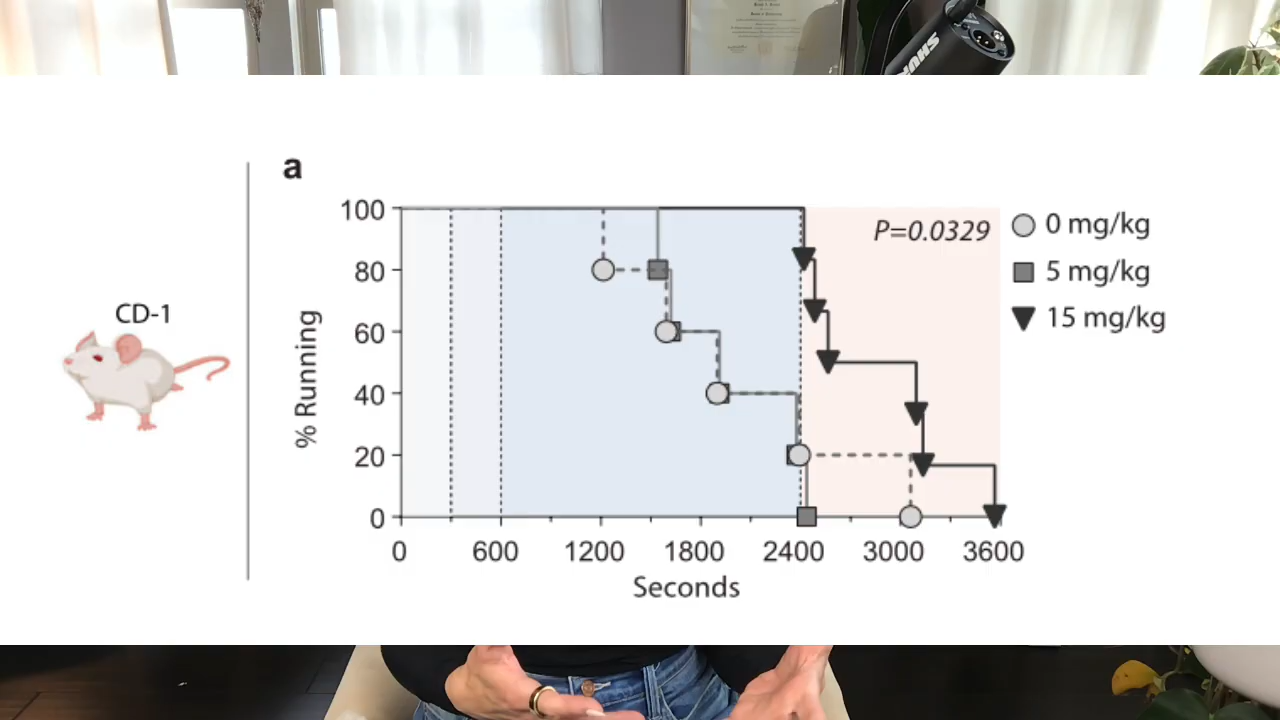 SHURE
a
CD-1
% Running
100
80
60
40
20
0
P=0.0329
0 mg/kg
5 mg/kg
15 mg/kg
0 600 1200 1800 2400 3000 3600
Seconds